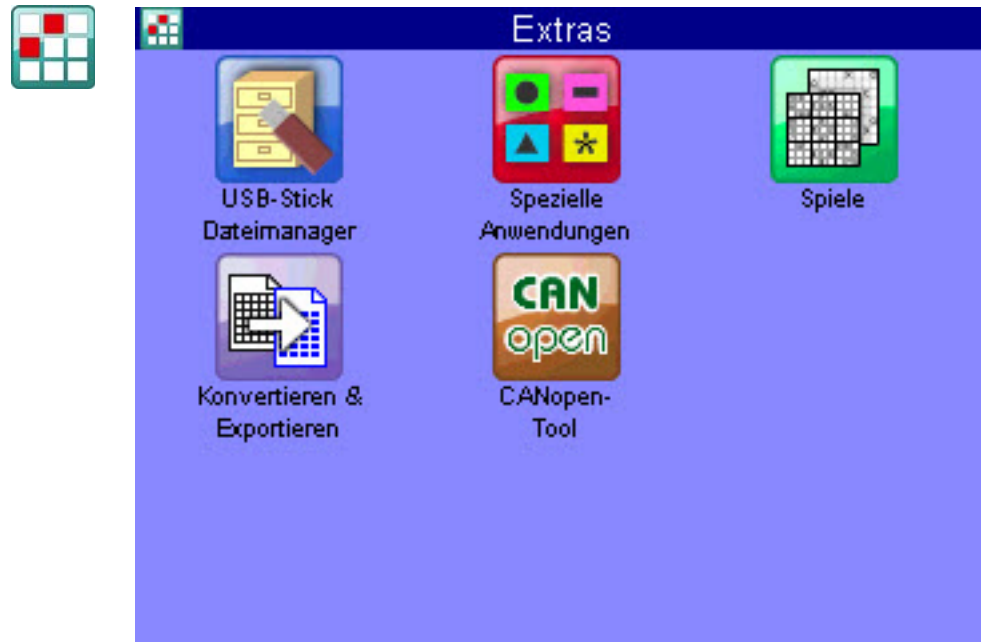 Extras
USB-Stick
Dateimanager
Spezielle
Anwendungen
Spiele
Konvertieren &
Exportieren
CAN
open
CANopen-
Tool